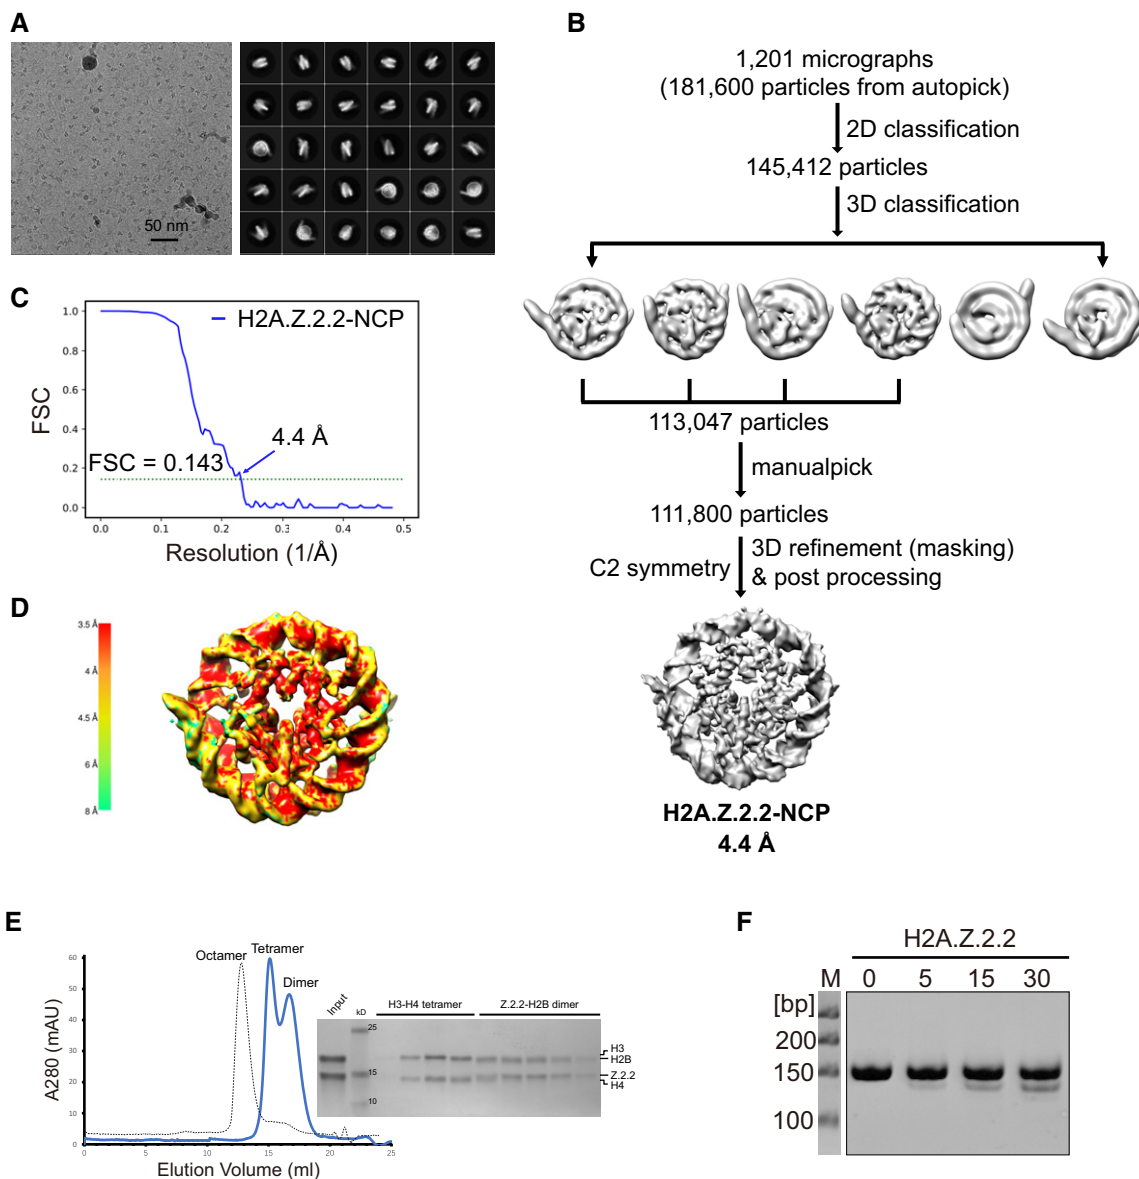 A
50 nm
B
1,201 micrographs
(181,600 particles from autopick)
2D classification
145,412 particles
3D classification
113,047 particles
manualpick
111,800 particles
C2 symmetry
3D refinement (masking)
& post processing
H2A.Z.2.2-NCP
4.4 Å
C
H2A.Z.2.2-NCP
1.0
0.8
0.6
0.4
0.2
0.0
FSC
4.4 Å
FSC = 0.143
0.0
0.1
0.2
0.3
0.4
0.5
Resolution (1/Å)
D
3.5 Å
4 Å
4.5 Å
6 Å
8 Å
E
60
50
40
30
20
10
0
A280 (mAU)
Octamer
Tetramer
Dimer
0
5
10
15
20
25
Elution Volume (ml)
Input
kD
H3-H4 tetramer
Z.2.2-H2B dimer
25
15
10
H3
H2B
Z.2.2
H4
F
H2A.Z.2.2
M
0
5
15
30
[bp]
200
150
100